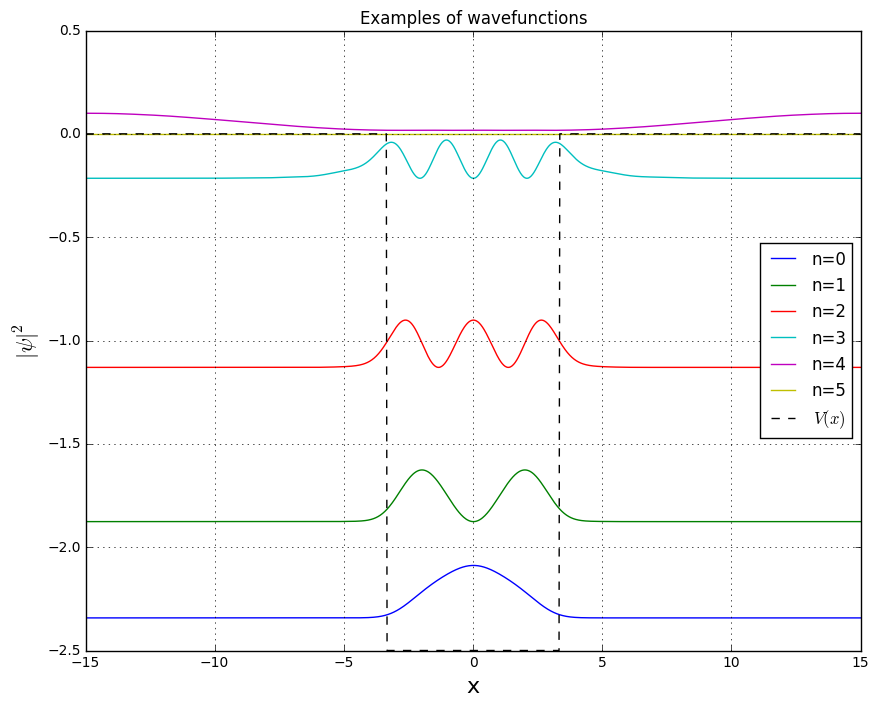 Examples of wavefunctions
|ψ|²
0.5
0.0
−0.5
−1.0
−1.5
−2.0
−2.5
n=0
n=1
n=2
n=3
n=4
n=5
V(x)
−15
−10
−5
0
5
10
15
x